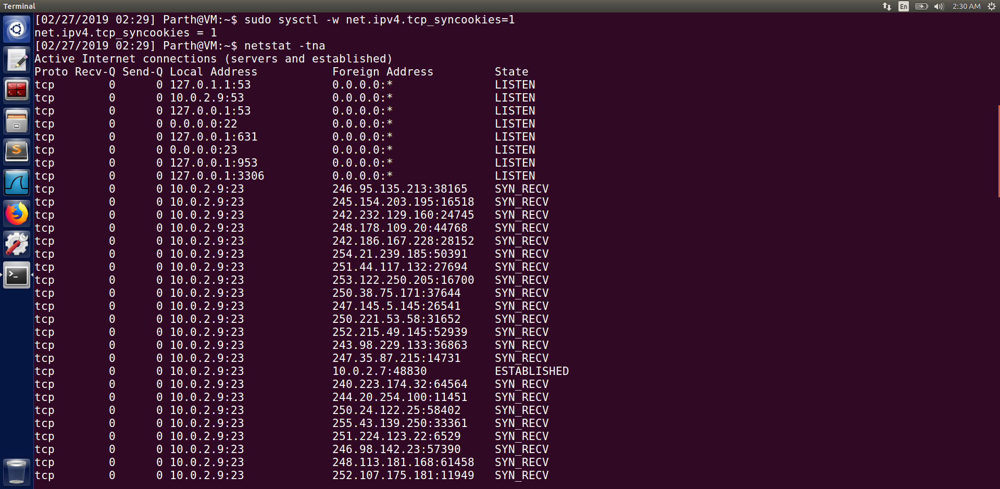 Terminal En 2:30 AM
[02/27/2019 02:29] Parth@VM:~$ sudo sysctl -w net.ipv4.tcp_syncookies=1
net.ipv4.tcp_syncookies = 1
[02/27/2019 02:29] Parth@VM:~$ netstat -tna
Active Internet connections (servers and established)
Proto Recv-Q Send-Q Local Address           Foreign Address         State
tcp        0      0 127.0.1.1:53            0.0.0.0:*               LISTEN
tcp        0      0 10.0.2.9:53             0.0.0.0:*               LISTEN
tcp        0      0 127.0.0.1:53            0.0.0.0:*               LISTEN
tcp        0      0 0.0.0.0:22              0.0.0.0:*               LISTEN
tcp        0      0 127.0.0.1:631           0.0.0.0:*               LISTEN
tcp        0      0 0.0.0.0:23              0.0.0.0:*               LISTEN
tcp        0      0 127.0.0.1:953           0.0.0.0:*               LISTEN
tcp        0      0 127.0.0.1:3306          0.0.0.0:*               LISTEN
tcp        0      0 10.0.2.9:23             246.95.135.213:38165    SYN_RECV
tcp        0      0 10.0.2.9:23             245.154.203.195:16518   SYN_RECV
tcp        0      0 10.0.2.9:23             242.232.129.160:24745   SYN_RECV
tcp        0      0 10.0.2.9:23             248.178.109.20:44768    SYN_RECV
tcp        0      0 10.0.2.9:23             242.186.167.228:28152   SYN_RECV
tcp        0      0 10.0.2.9:23             254.21.239.185:50391    SYN_RECV
tcp        0      0 10.0.2.9:23             251.44.117.132:27694    SYN_RECV
tcp        0      0 10.0.2.9:23             253.122.250.205:16700   SYN_RECV
tcp        0      0 10.0.2.9:23             250.38.75.171:37644     SYN_RECV
tcp        0      0 10.0.2.9:23             247.145.5.145:26541     SYN_RECV
tcp        0      0 10.0.2.9:23             250.221.53.58:31652     SYN_RECV
tcp        0      0 10.0.2.9:23             252.215.49.145:52939    SYN_RECV
tcp        0      0 10.0.2.9:23             243.98.229.133:36863    SYN_RECV
tcp        0      0 10.0.2.9:23             247.35.87.215:14731     SYN_RECV
tcp        0      0 10.0.2.9:23             10.0.2.7:48830          ESTABLISHED
tcp        0      0 10.0.2.9:23             240.223.174.32:64564    SYN_RECV
tcp        0      0 10.0.2.9:23             244.20.254.100:11451    SYN_RECV
tcp        0      0 10.0.2.9:23             250.24.122.25:58402     SYN_RECV
tcp        0      0 10.0.2.9:23             255.43.139.250:33361    SYN_RECV
tcp        0      0 10.0.2.9:23             251.224.123.22:6529     SYN_RECV
tcp        0      0 10.0.2.9:23             246.98.142.23:57390     SYN_RECV
tcp        0      0 10.0.2.9:23             248.113.181.168:61458   SYN_RECV
tcp        0      0 10.0.2.9:23             252.107.175.181:11949   SYN_RECV